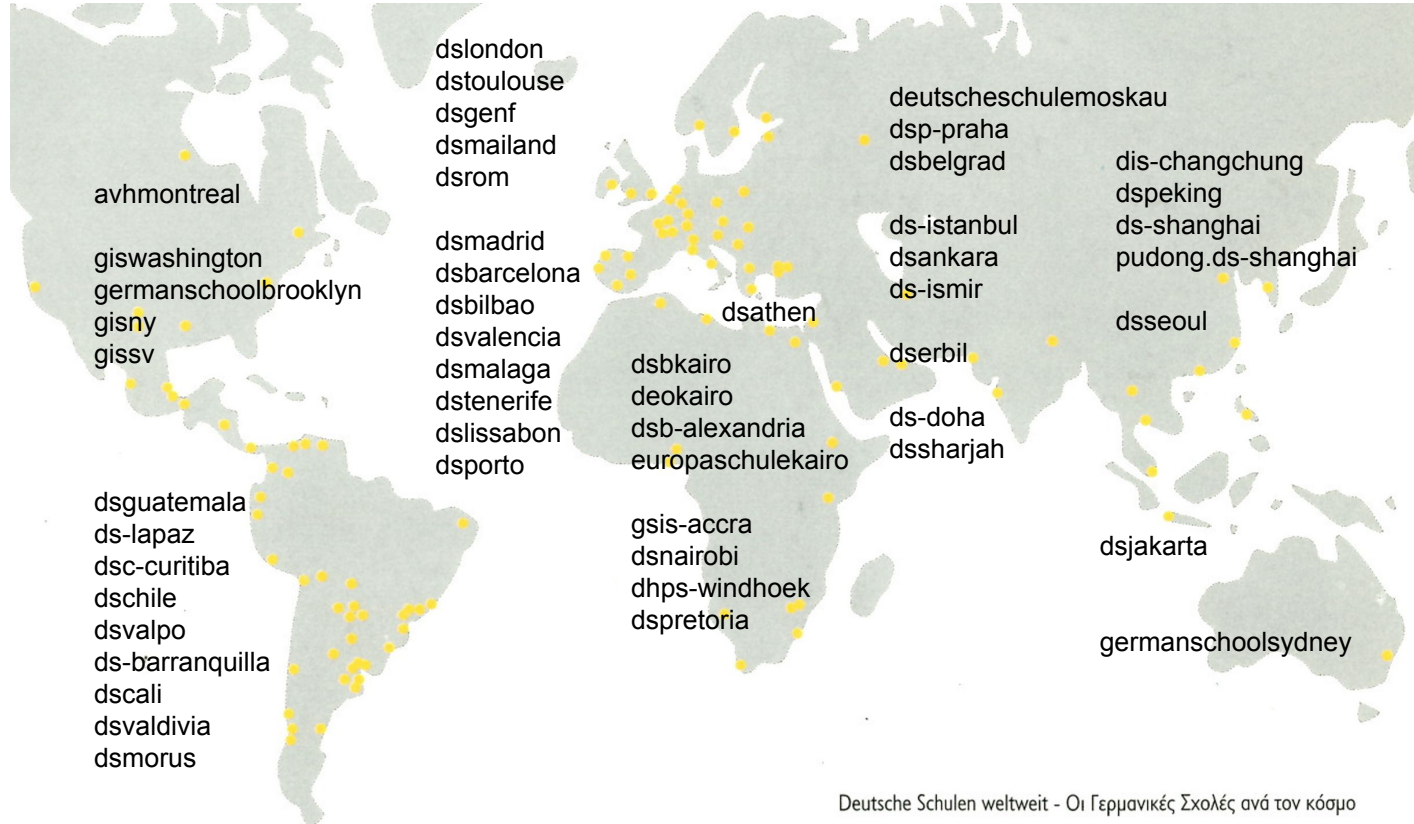 dslondon
dstoulouse
dsgenf
dsmailand
dsrom
avhmontreal
giswashington
germanschoolbrooklyn
gisny
gissv
dsmadrid
dsbarcelona
dsbilbao
dsvalencia
dsmalaga
dstenerife
dslissabon
dsporto
dsguatemala
ds-lapaz
dsc-curitiba
dschile
dsvalpo
ds-barranquilla
dscali
dsvaldivia
dsmorus
dsathen
dsbkairo
deokairo
dsb-alexandria
europaschulekairo
gsis-accra
dsnairobi
dhps-windhoek
dspretoria
deutscheschulemoskau
dsp-praha
dsbelgrad
ds-istanbul
dsankara
ds-ismir
dserbil
ds-doha
dssharjah
dis-changchung
dspeking
ds-shanghai
pudong.ds-shanghai
dsseoul
dsjakarta
germanschoolsydney
Deutsche Schulen weltweit - Οι Γερμανικές Σχολές ανά τον κόσμο